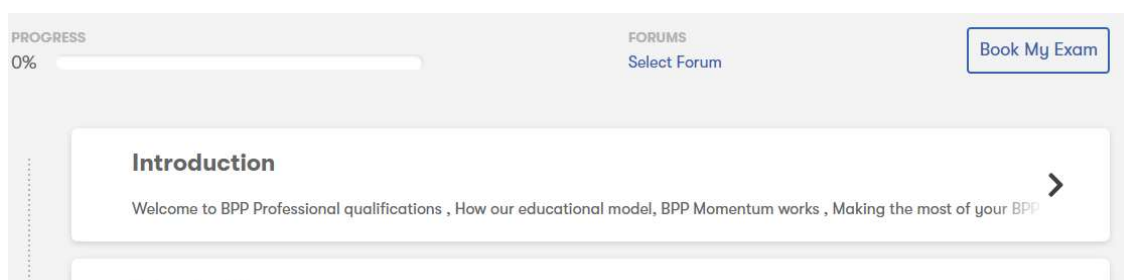 PROGRESS
0%
FORUMS
Select Forum
Book My Exam
Introduction
Welcome to BPP Professional qualifications , How our educational model, BPP Momentum works , Making the most of your BPP